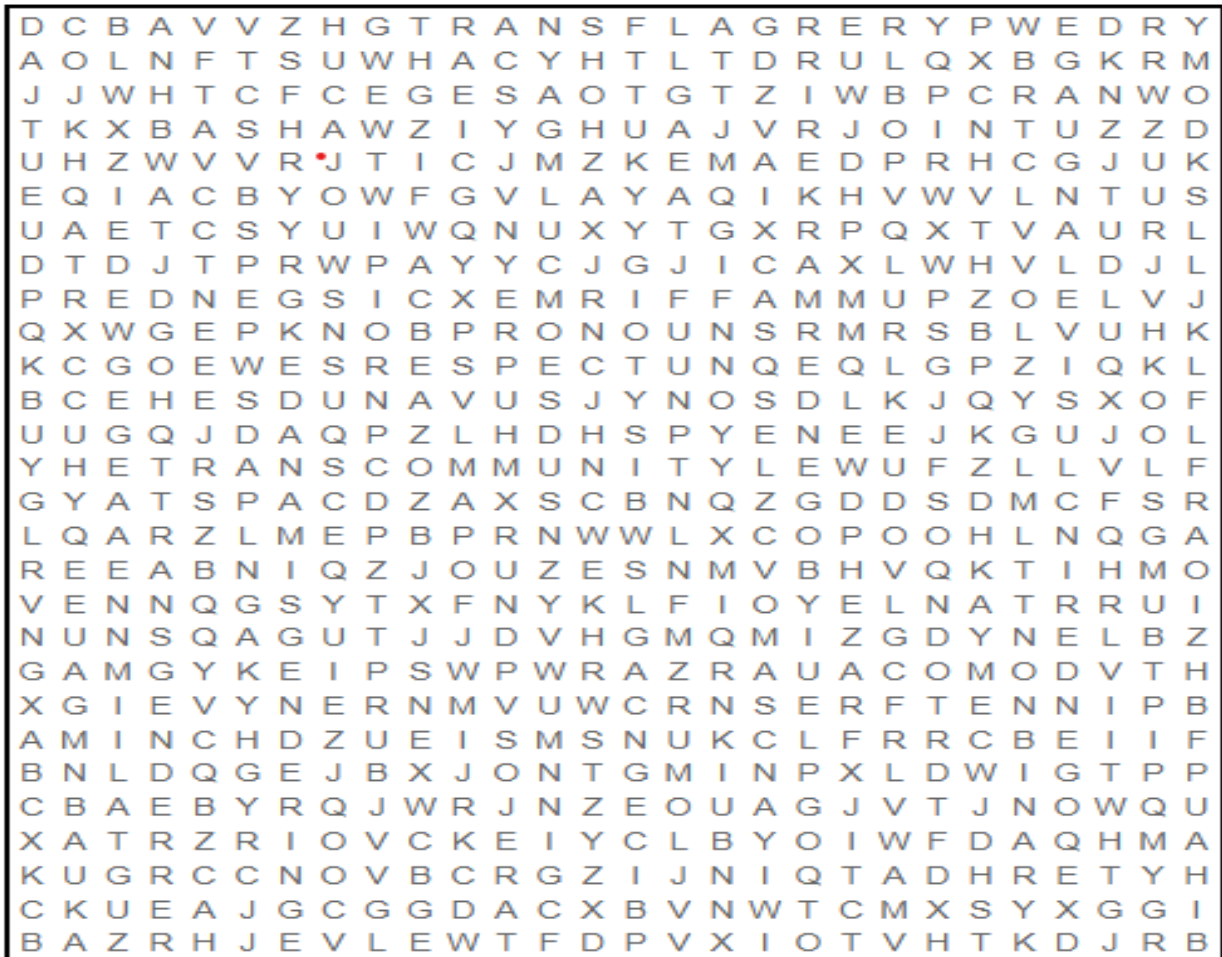 D C B A V V Z H G T R A N S F L A G R E R Y P W E D R Y
A O L N F T S U W H A C Y H T L T D R U L Q X B G K R M
J J W H T C F C E G E S A O T G T Z I W B P C R A N W O
T K X B A S H A W Z I Y G H U A J V R J O I N T U Z Z D
U H Z W V V R J T I C J M Z K E M A E D P R H C G J U K
E Q I A C B Y O W F G V L A Y A Q I K H V W V L N T U S
U A E T C S Y U I W Q N U X Y T G X R P Q X T V A U R L
D T D J T P R W P A Y Y C J G J I C A X L W H V L D J L
P R E D N E G S I C X E M R I F F A M M U P Z O E L V J
Q X W G E P K N O B P R O N O U N S R M R S B L V U H K
K C G O E W E S R E S P E C T U N Q E Q L G P Z I Q K L
B C E H E S D U N A V U S J Y N O S D L K J Q Y S X O F
U U G Q J D A Q P Z L H D H S P Y E N E E J K G U J O L
Y H E T R A N S C O M M U N I T Y L E W U F Z L L V L F
G Y A T S P A C D Z A X S C B N Q Z G D D S D M C F S R
L Q A R Z L M E P B P R N W W L X C O P O O H L N Q G A
R E E A B N I Q Z J O U Z E S N M V B H V Q K T I H M O
V E N N Q G S Y T X F N Y K L F I O Y E L N A T R R U I
N U N S Q A G U T J J D V H G M Q M I Z G D Y N E L B Z
G A M G Y K E I P S W P W R A Z R A U A C O M O D V T H
X G I E V Y N E R N M V U W C R N S E R F T E N N I P B
A M I N C H D Z U E I S M S N U K C L F R R C B E I I F
B N L D Q G E J B X J O N T G M I N P X L D W I G T P P
C B A E B Y R Q J W R J N Z E O U A G J V T J N O W Q U
X A T R Z R I O V C K E I Y C L B Y O I W F D A Q H M A
K U G R C C N O V B C R G Z I J N I Q T A D H R E T Y H
C K U E A J G C G G D A C X B V N W T C M X S Y X G G I
B A Z R H J E V L E W T F D P V X I O T V H T K D J R B